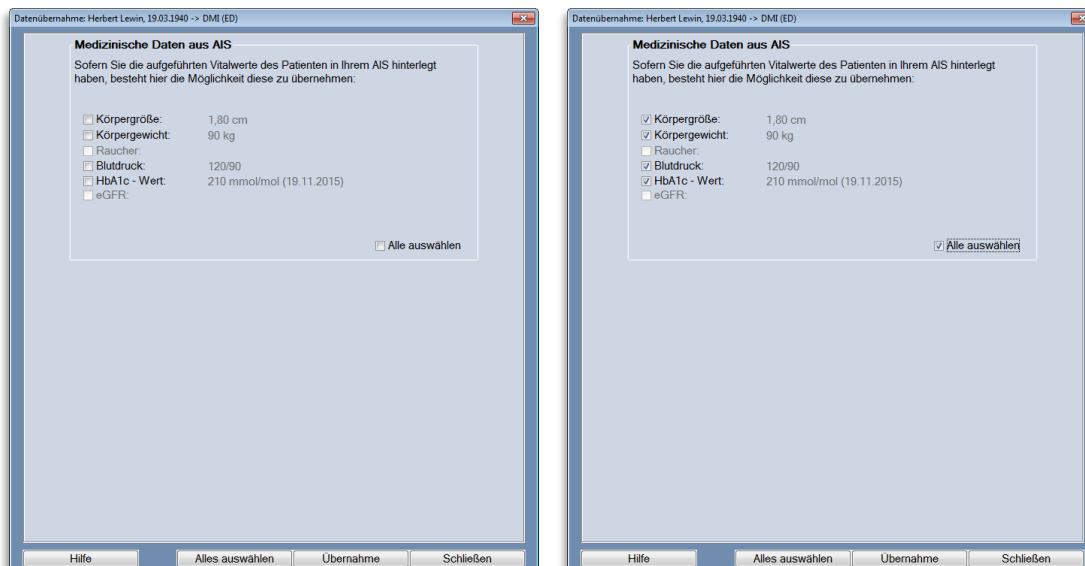 Datenübernahme: Herbert Lewin, 19.03.1940 -> DMI (ED)
Medizinische Daten aus AIS
Sofern Sie die aufgeführten Vitalwerte des Patienten in Ihrem AIS hinterlegt
haben, besteht hier die Möglichkeit diese zu übernehmen:
Körpergröße: 1,80 cm
Körpergewicht: 90 kg
Raucher:
Blutdruck: 120/90
HbA1c - Wert: 210 mmol/mol (19.11.2015)
eGFR:
Alle auswählen
Hilfe Alles auswählen Übernahme Schließen
Datenübernahme: Herbert Lewin, 19.03.1940 -> DMI (ED)
Medizinische Daten aus AIS
Sofern Sie die aufgeführten Vitalwerte des Patienten in Ihrem AIS hinterlegt
haben, besteht hier die Möglichkeit diese zu übernehmen:
Körpergröße: 1,80 cm
Körpergewicht: 90 kg
Raucher:
Blutdruck: 120/90
HbA1c - Wert: 210 mmol/mol (19.11.2015)
eGFR:
Alle auswählen
Hilfe Alles auswählen Übernahme Schließen